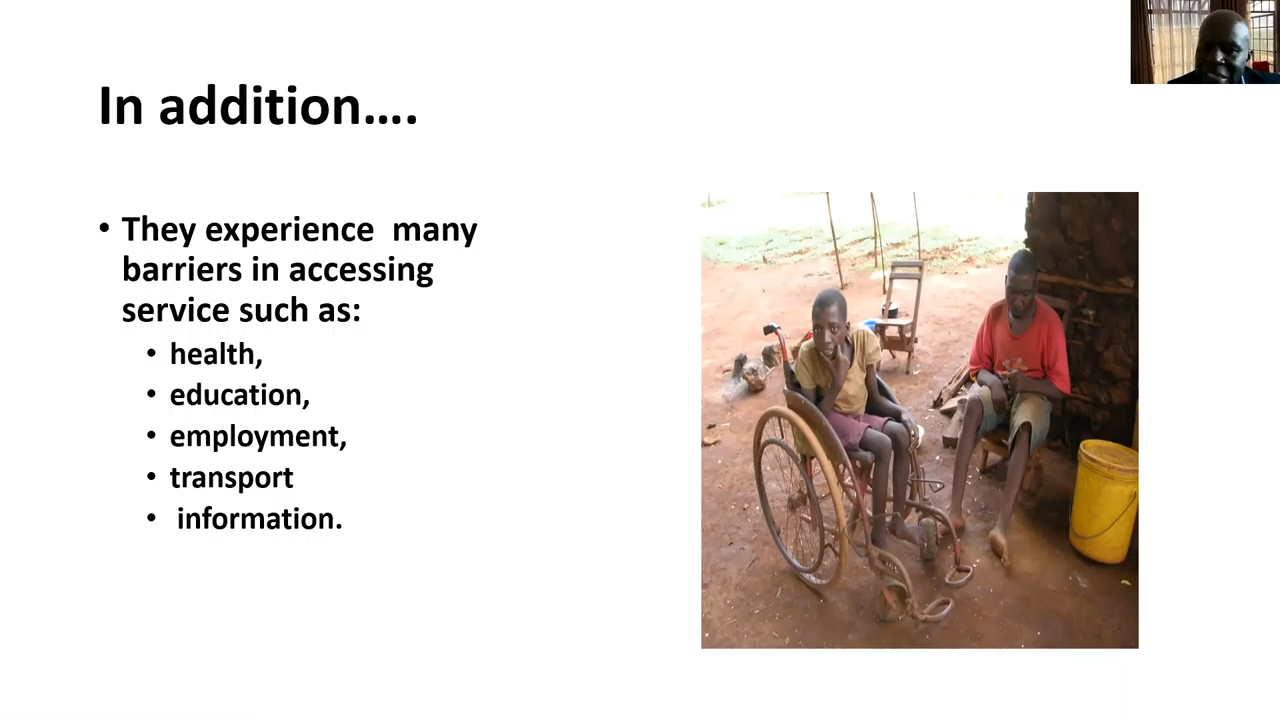 In addition….
• They experience  many
barriers in accessing
service such as:
• health,
• education,
• employment,
• transport
•  information.